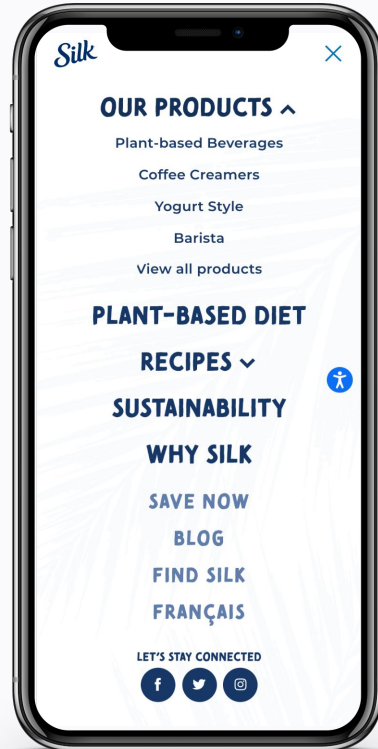 Silk
OUR PRODUCTS
Plant-based Beverages
Coffee Creamers
Yogurt Style
Barista
View all products
PLANT-BASED DIET
RECIPES
SUSTAINABILITY
WHY SILK
SAVE NOW
BLOG
FIND SILK
FRANÇAIS
LET'S STAY CONNECTED